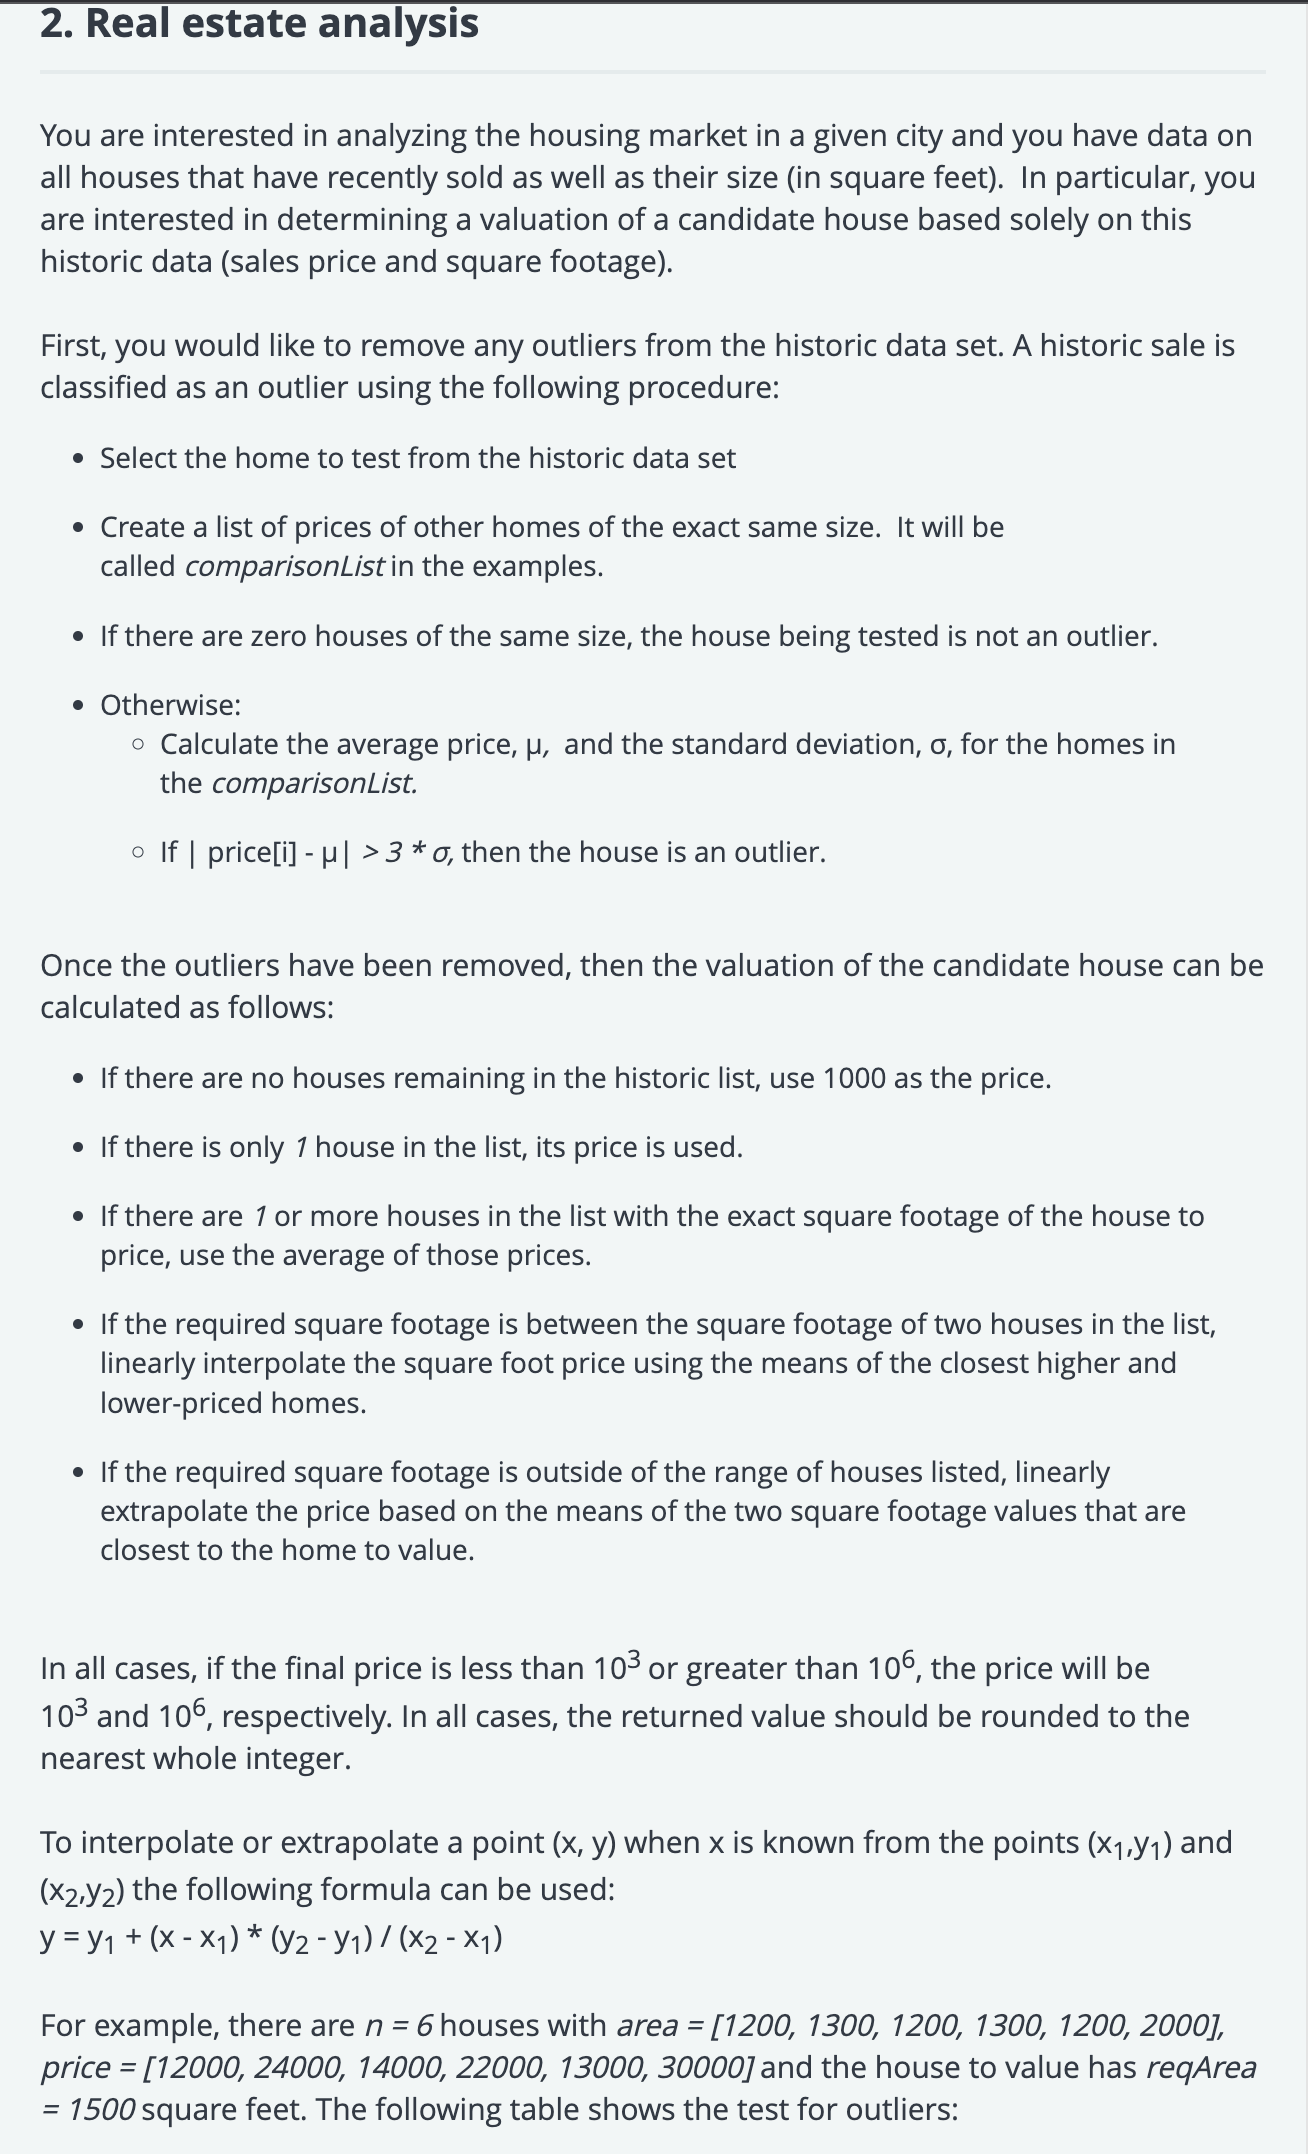 2. Real estate analysis
You are interested in analyzing the housing market in a given city and you have data on
all houses that have recently sold as well as their size (in square feet).  In particular, you
are interested in determining a valuation of a candidate house based solely on this
historic data (sales price and square footage).
First, you would like to remove any outliers from the historic data set. A historic sale is
classified as an outlier using the following procedure:
• Select the home to test from the historic data set
• Create a list of prices of other homes of the exact same size.  It will be
called comparisonList in the examples.
• If there are zero houses of the same size, the house being tested is not an outlier.
• Otherwise:
◦ Calculate the average price, µ,  and the standard deviation, σ, for the homes in
the comparisonList.
◦ If | price[i] - µ| > 3 * σ, then the house is an outlier.
Once the outliers have been removed, then the valuation of the candidate house can be
calculated as follows:
• If there are no houses remaining in the historic list, use 1000 as the price.
• If there is only 1 house in the list, its price is used.
• If there are 1 or more houses in the list with the exact square footage of the house to
price, use the average of those prices.
• If the required square footage is between the square footage of two houses in the list,
linearly interpolate the square foot price using the means of the closest higher and
lower-priced homes.
• If the required square footage is outside of the range of houses listed, linearly
extrapolate the price based on the means of the two square footage values that are
closest to the home to value.
In all cases, if the final price is less than 10³ or greater than 10⁶, the price will be
10³ and 10⁶, respectively. In all cases, the returned value should be rounded to the
nearest whole integer.
To interpolate or extrapolate a point (x, y) when x is known from the points (x₁,y₁) and
(x₂,y₂) the following formula can be used:
y = y₁ + (x - x₁) * (y₂ - y₁) / (x₂ - x₁)
For example, there are n = 6 houses with area = [1200, 1300, 1200, 1300, 1200, 2000],
price = [12000, 24000, 14000, 22000, 13000, 30000] and the house to value has reqArea
= 1500 square feet. The following table shows the test for outliers: